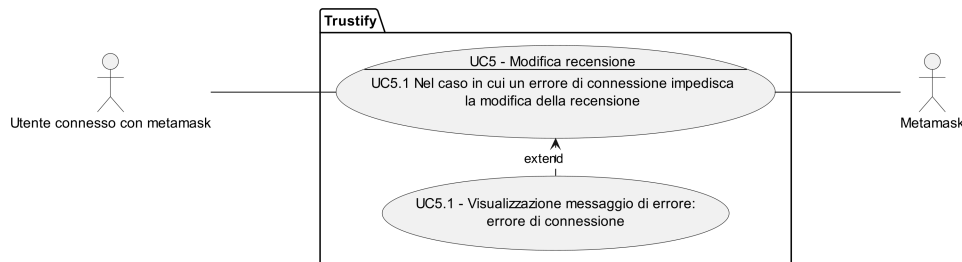 Trustify
UC5 - Modifica recensione
UC5.1 Nel caso in cui un errore di connessione impedisca
la modifica della recensione
Utente connesso con metamask
Metamask
extend
UC5.1 - Visualizzazione messaggio di errore:
errore di connessione